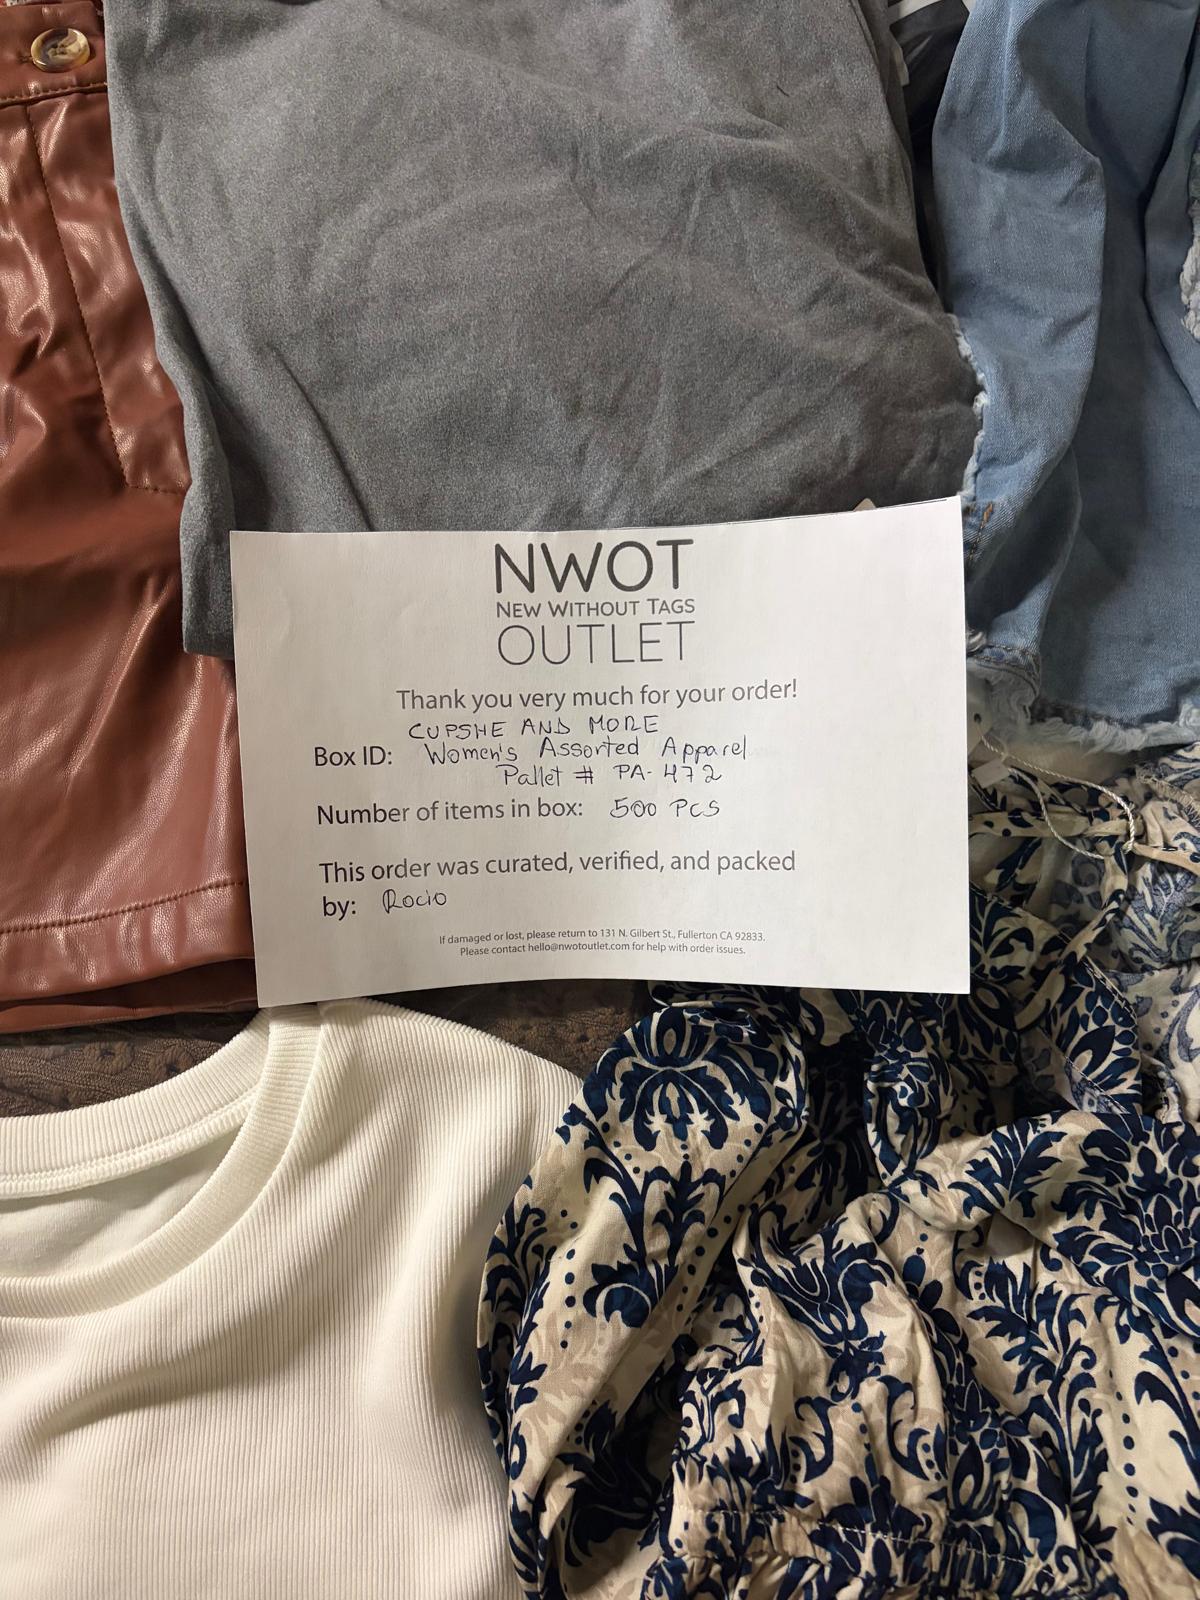 NWOT
NEW WITHOUT TAGS
OUTLET
Thank you very much for your order!
CUPSHE AND MORE
Box ID: Women's Assorted Apparel
Pallet # PA-472
Number of items in box: 500 PCS
This order was curated, verified, and packed
by: Rocio
If damaged or lost, please return to 131 N. Gilbert St., Fullerton CA 92833.
Please contact hello@nwotoutlet.com for help with order issues.